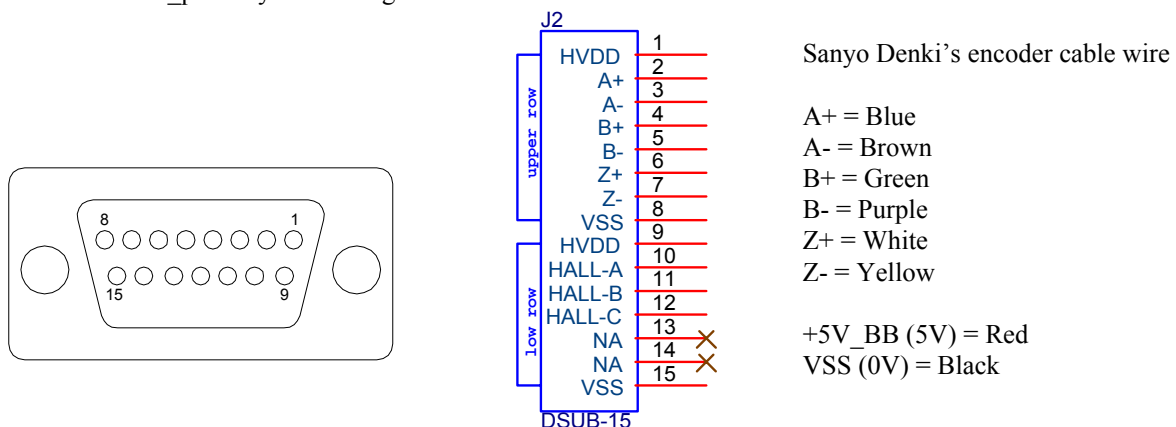 J2
HVDD 1
A+ 2
A- 3
B+ 4
B- 5
Z+ 6
Z- 7
VSS 8
HVDD 9
HALL-A 10
HALL-B 11
HALL-C 12
NA 13
NA 14
VSS 15
upper row
low row
DSUB-15
8 1
15 9
Sanyo Denki’s encoder cable wire
A+ = Blue
A- = Brown
B+ = Green
B- = Purple
Z+ = White
Z- = Yellow
+5V_BB (5V) = Red
VSS (0V) = Black